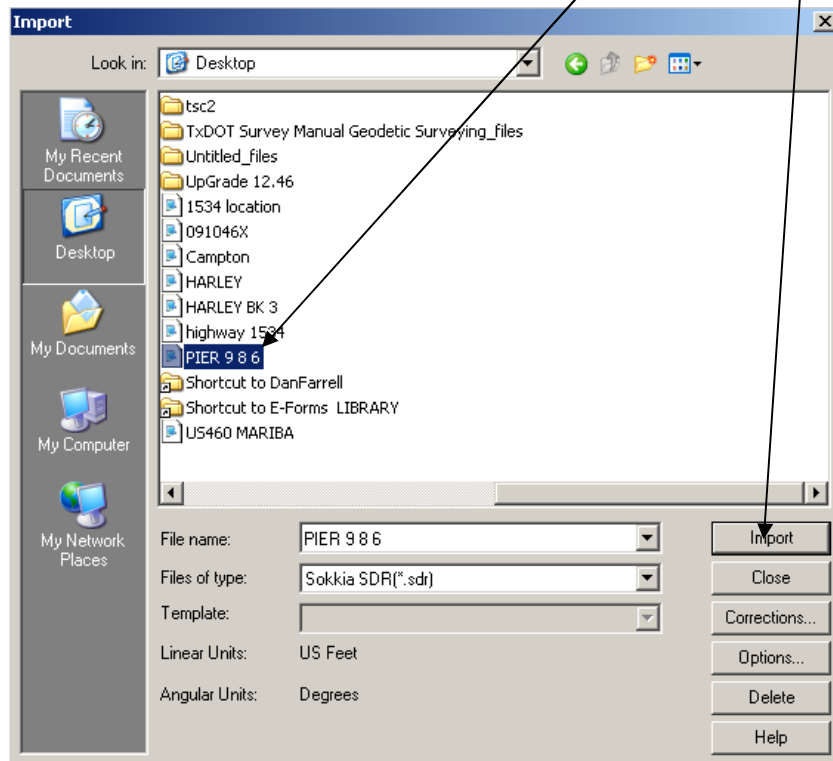 Import
Look in: Desktop
My Recent
Documents
Desktop
My Documents
My Computer
My Network
Places
tsc2
TxDOT Survey Manual Geodetic Surveying_files
Untitled_files
UpGrade 12.46
1534 location
091046X
Campton
HARLEY
HARLEY BK 3
highway 1534
PIER 9 8 6
Shortcut to DanFarrell
Shortcut to E-Forms LIBRARY
US460 MARIBA
File name: PIER 9 8 6 Import
Files of type: Sokkia SDR(*.sdr) Close
Template: Corrections...
Linear Units: US Feet Options...
Angular Units: Degrees Delete
Help